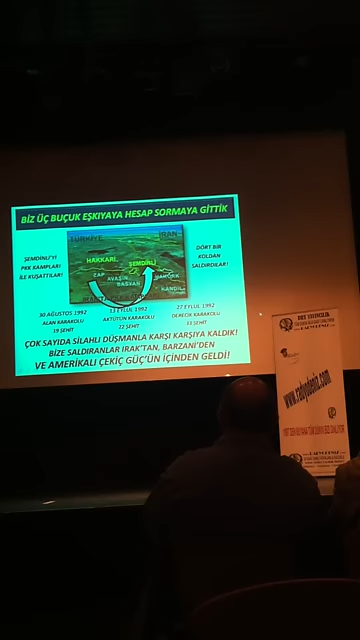 BİZ ÜÇ BUÇUK EŞKIYAYA HESAP SORMAYA GİTTİK
TÜRKİYE
İRAN
ŞEMDİNLİ'Yİ
PKK KAMPLARI
İLE KUŞATTILAR!
HAKKARİ
ŞEMDİNLİ
ZAP
AVAŞİN
BASYAN
HAKURK
KANDİL
DÖRT BİR
KOLDAN
SALDIRDILAR!
30 AĞUSTOS 1992
ALAN KARAKOLU
19 ŞEHİT
13 EYLÜL 1992
AKTÜTÜN KARAKOLU
22 ŞEHİT
27 EYLÜL 1992
DERECİK KARAKOLU
33 ŞEHİT
ÇOK SAYIDA SİLAHLI DÜŞMANLA KARŞI KARŞIYA KALDIK!
BİZE SALDIRANLAR IRAK'TAN, BARZANİ'DEN
VE AMERİKALI ÇEKİÇ GÜÇ'ÜN İÇİNDEN GELDİ!
www.radyodeniz.com